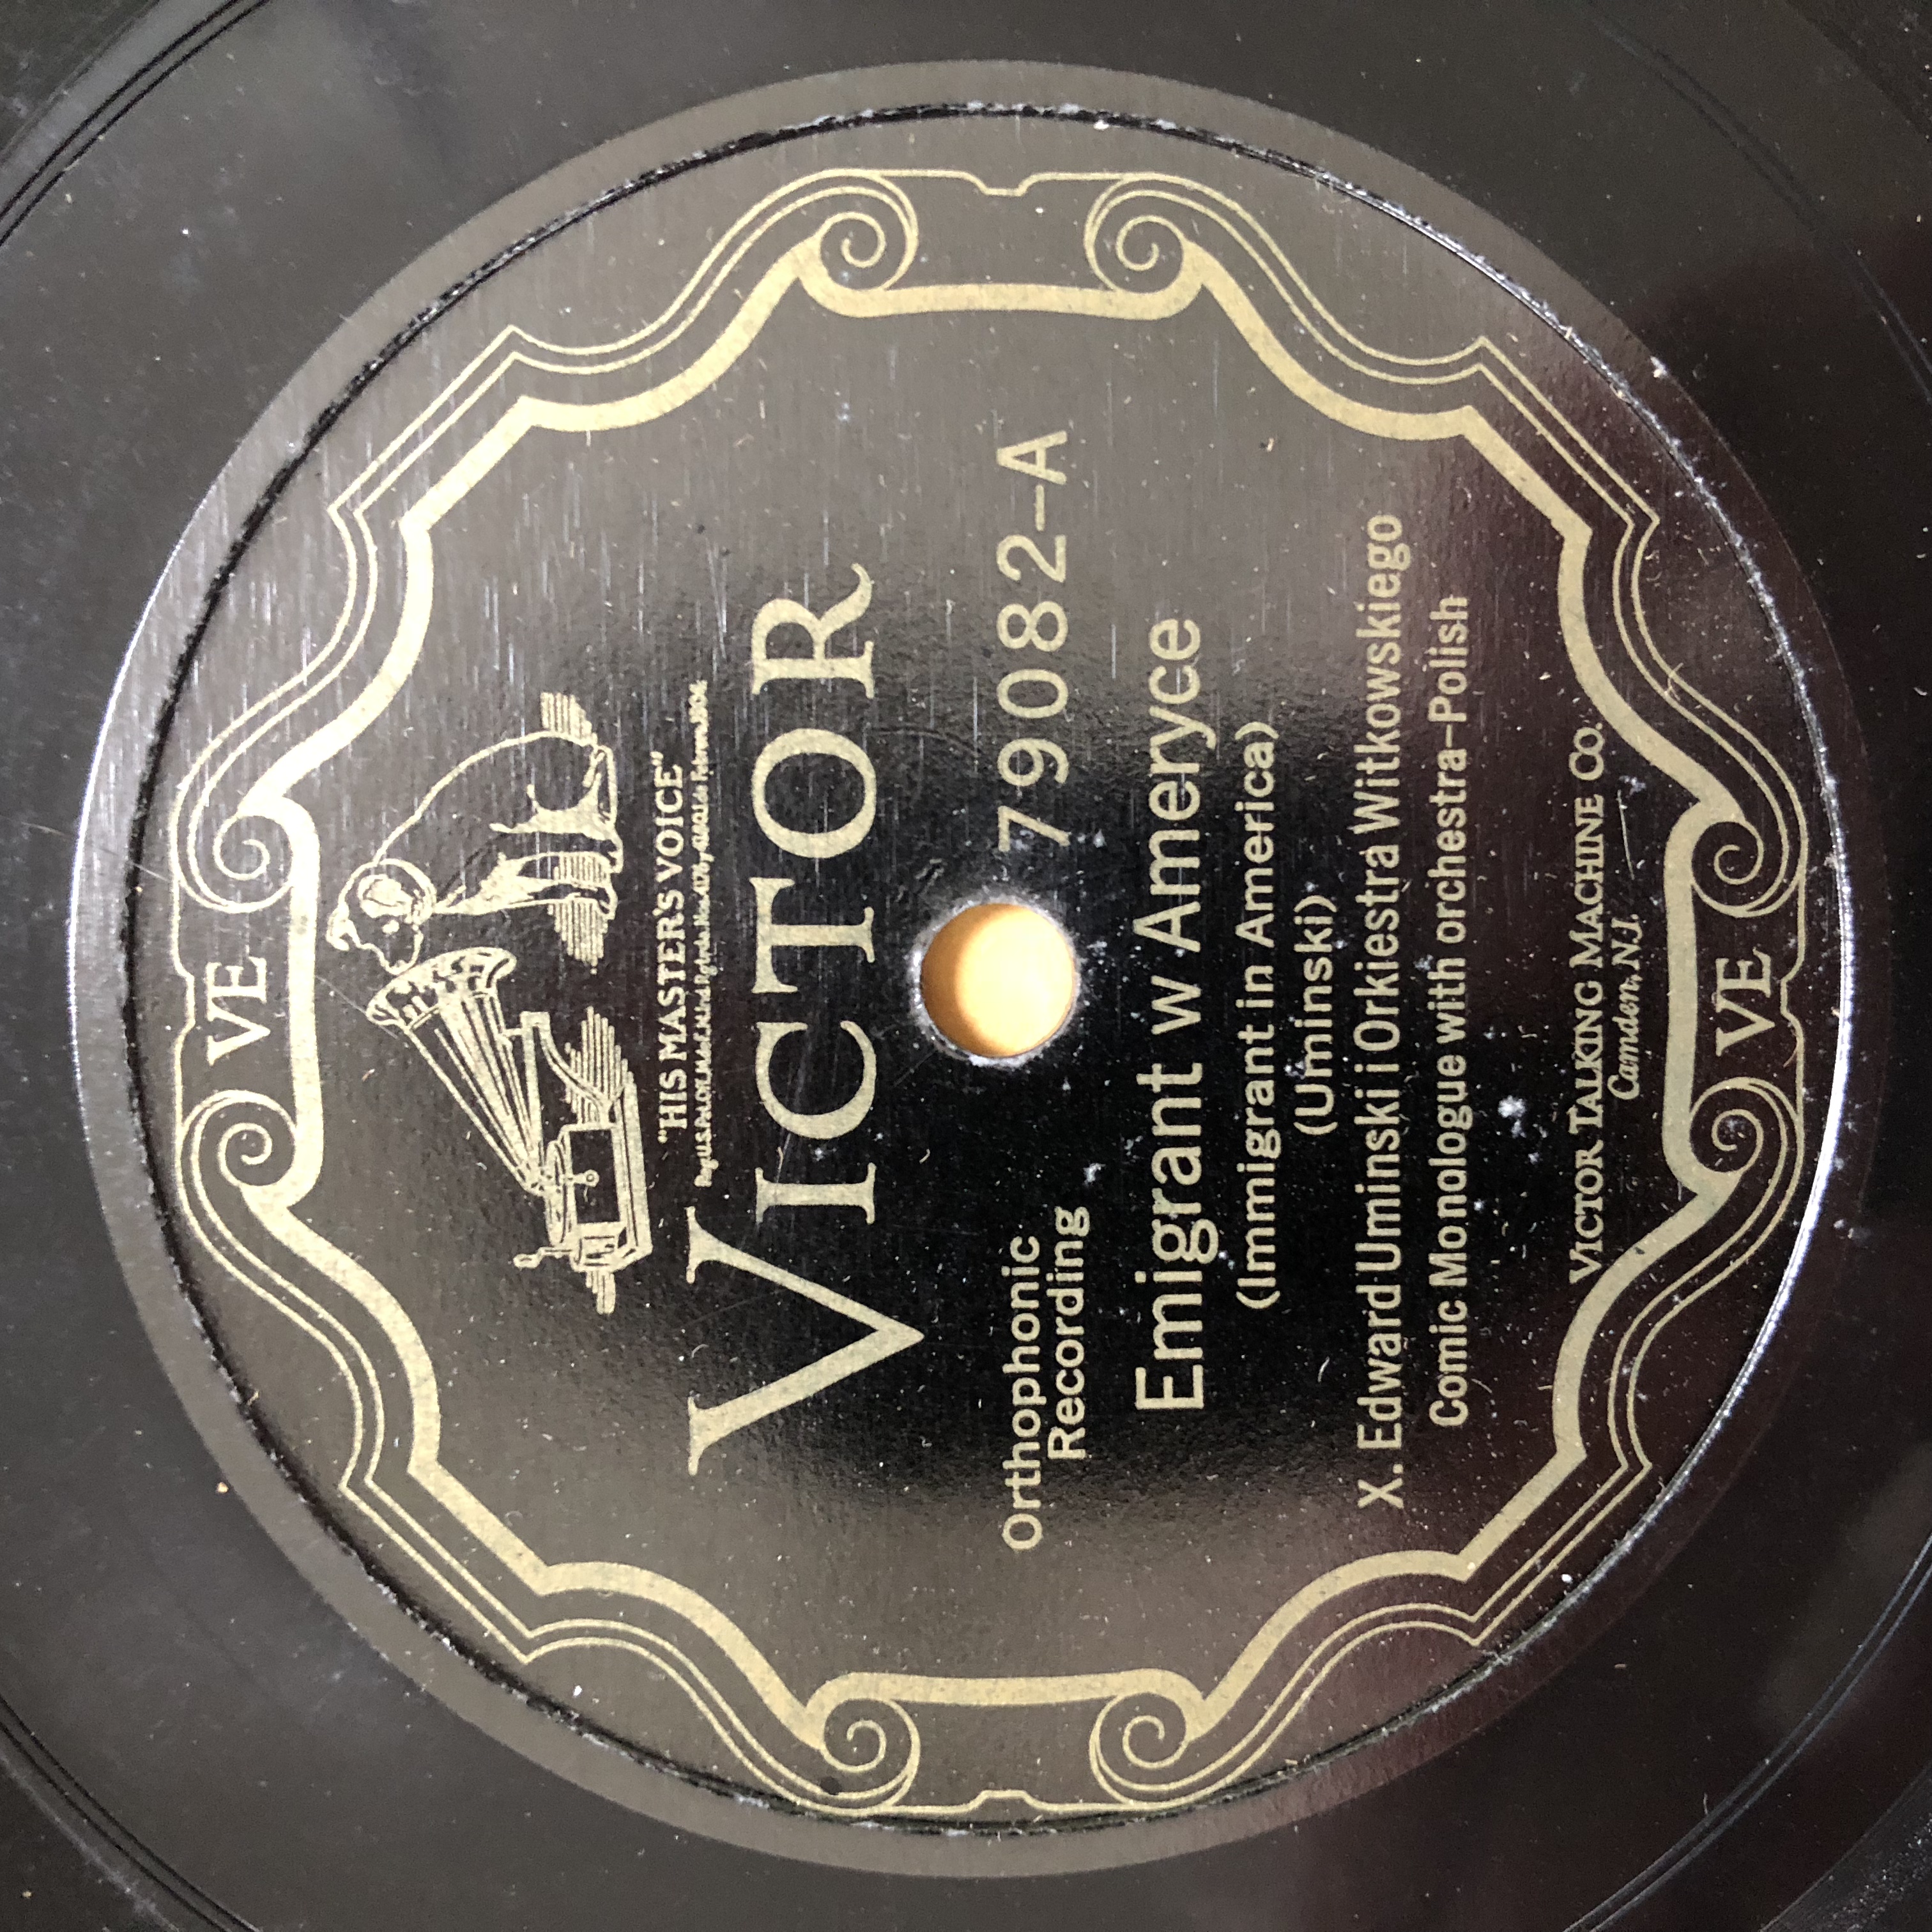 VE
"HIS MASTER'S VOICE"
VICTOR
Orthophonic
Recording
79082-A
Emigrant w Ameryce
(Immigrant in America)
(Uminski)
X. Edward Uminski i Orkiestra Witkowskiego
Comic Monologue with orchestra-Polish
VICTOR TALKING MACHINE CO.
Camden, N.J.
VE